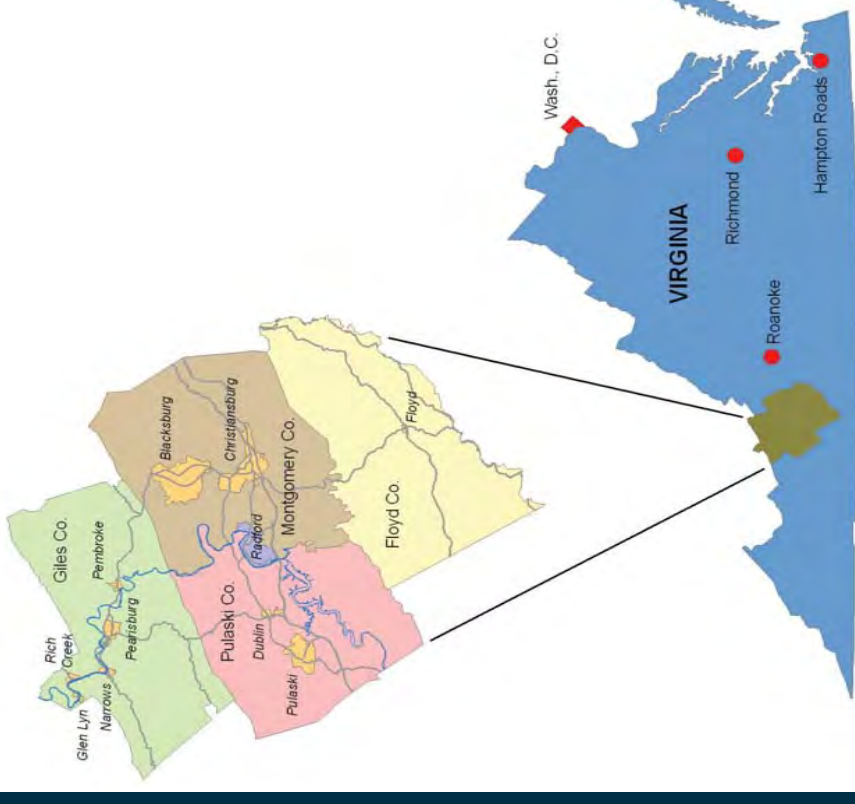 Giles Co.
Rich
Creek
Glen Lyn
Narrows
Pearisburg
Pembroke
Blacksburg
Christiansburg
Montgomery Co.
Radford
Pulaski Co.
Dublin
Pulaski
Floyd Co.
Floyd
Wash., D.C.
VIRGINIA
Richmond
Roanoke
Hampton Roads